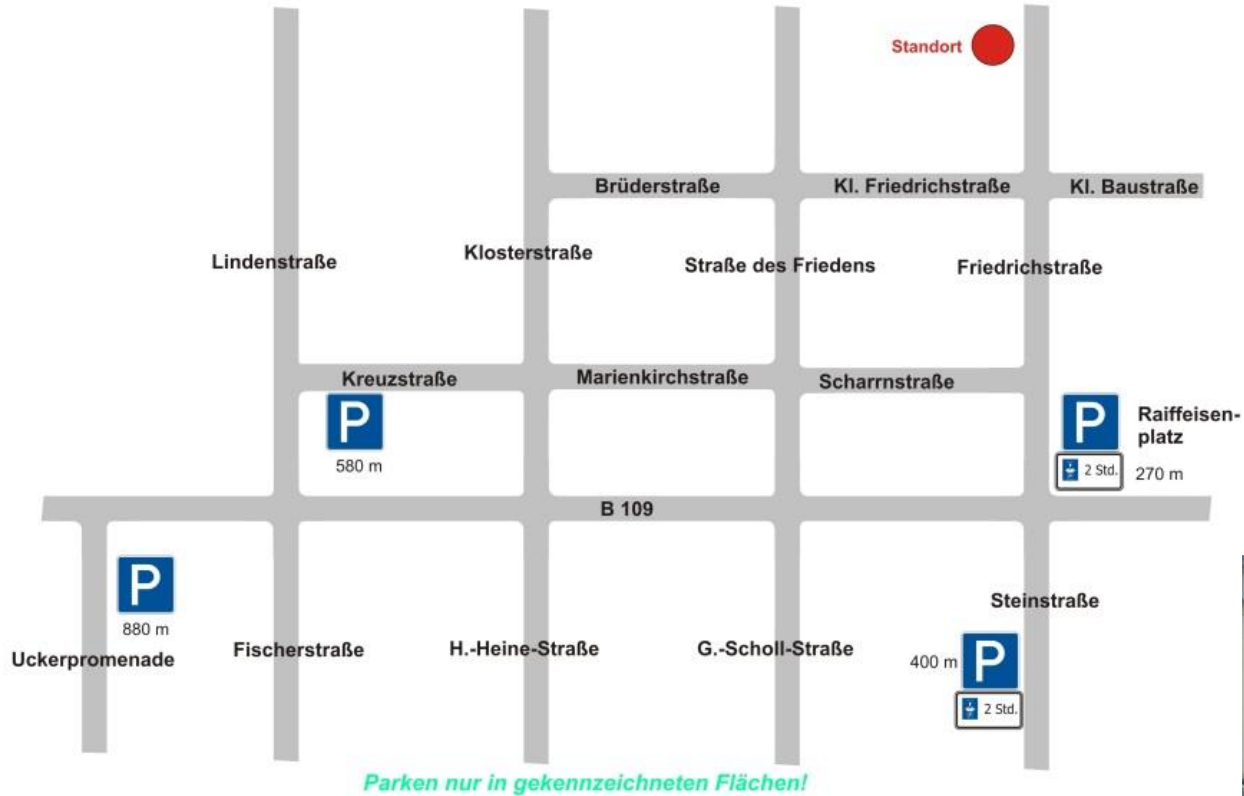 Standort
Brüderstraße
Kl. Friedrichstraße
Kl. Baustraße
Lindenstraße
Klosterstraße
Straße des Friedens
Friedrichstraße
Kreuzstraße
Marienkirchstraße
Scharrnstraße
P
580 m
P
Raiffeisen-
platz
2 Std.
270 m
B 109
P
880 m
Uckerpromenade
Fischerstraße
H.-Heine-Straße
G.-Scholl-Straße
Steinstraße
400 m
P
2 Std.
Parken nur in gekennzeichneten Flächen!